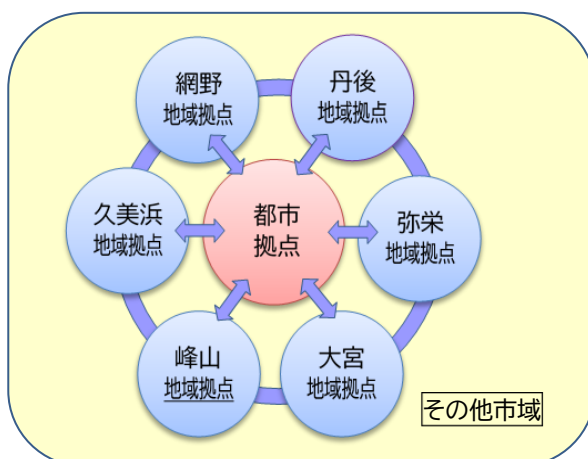 網野
地域拠点
丹後
地域拠点
久美浜
地域拠点
都市
拠点
弥栄
地域拠点
峰山
地域拠点
大宮
地域拠点
その他市域